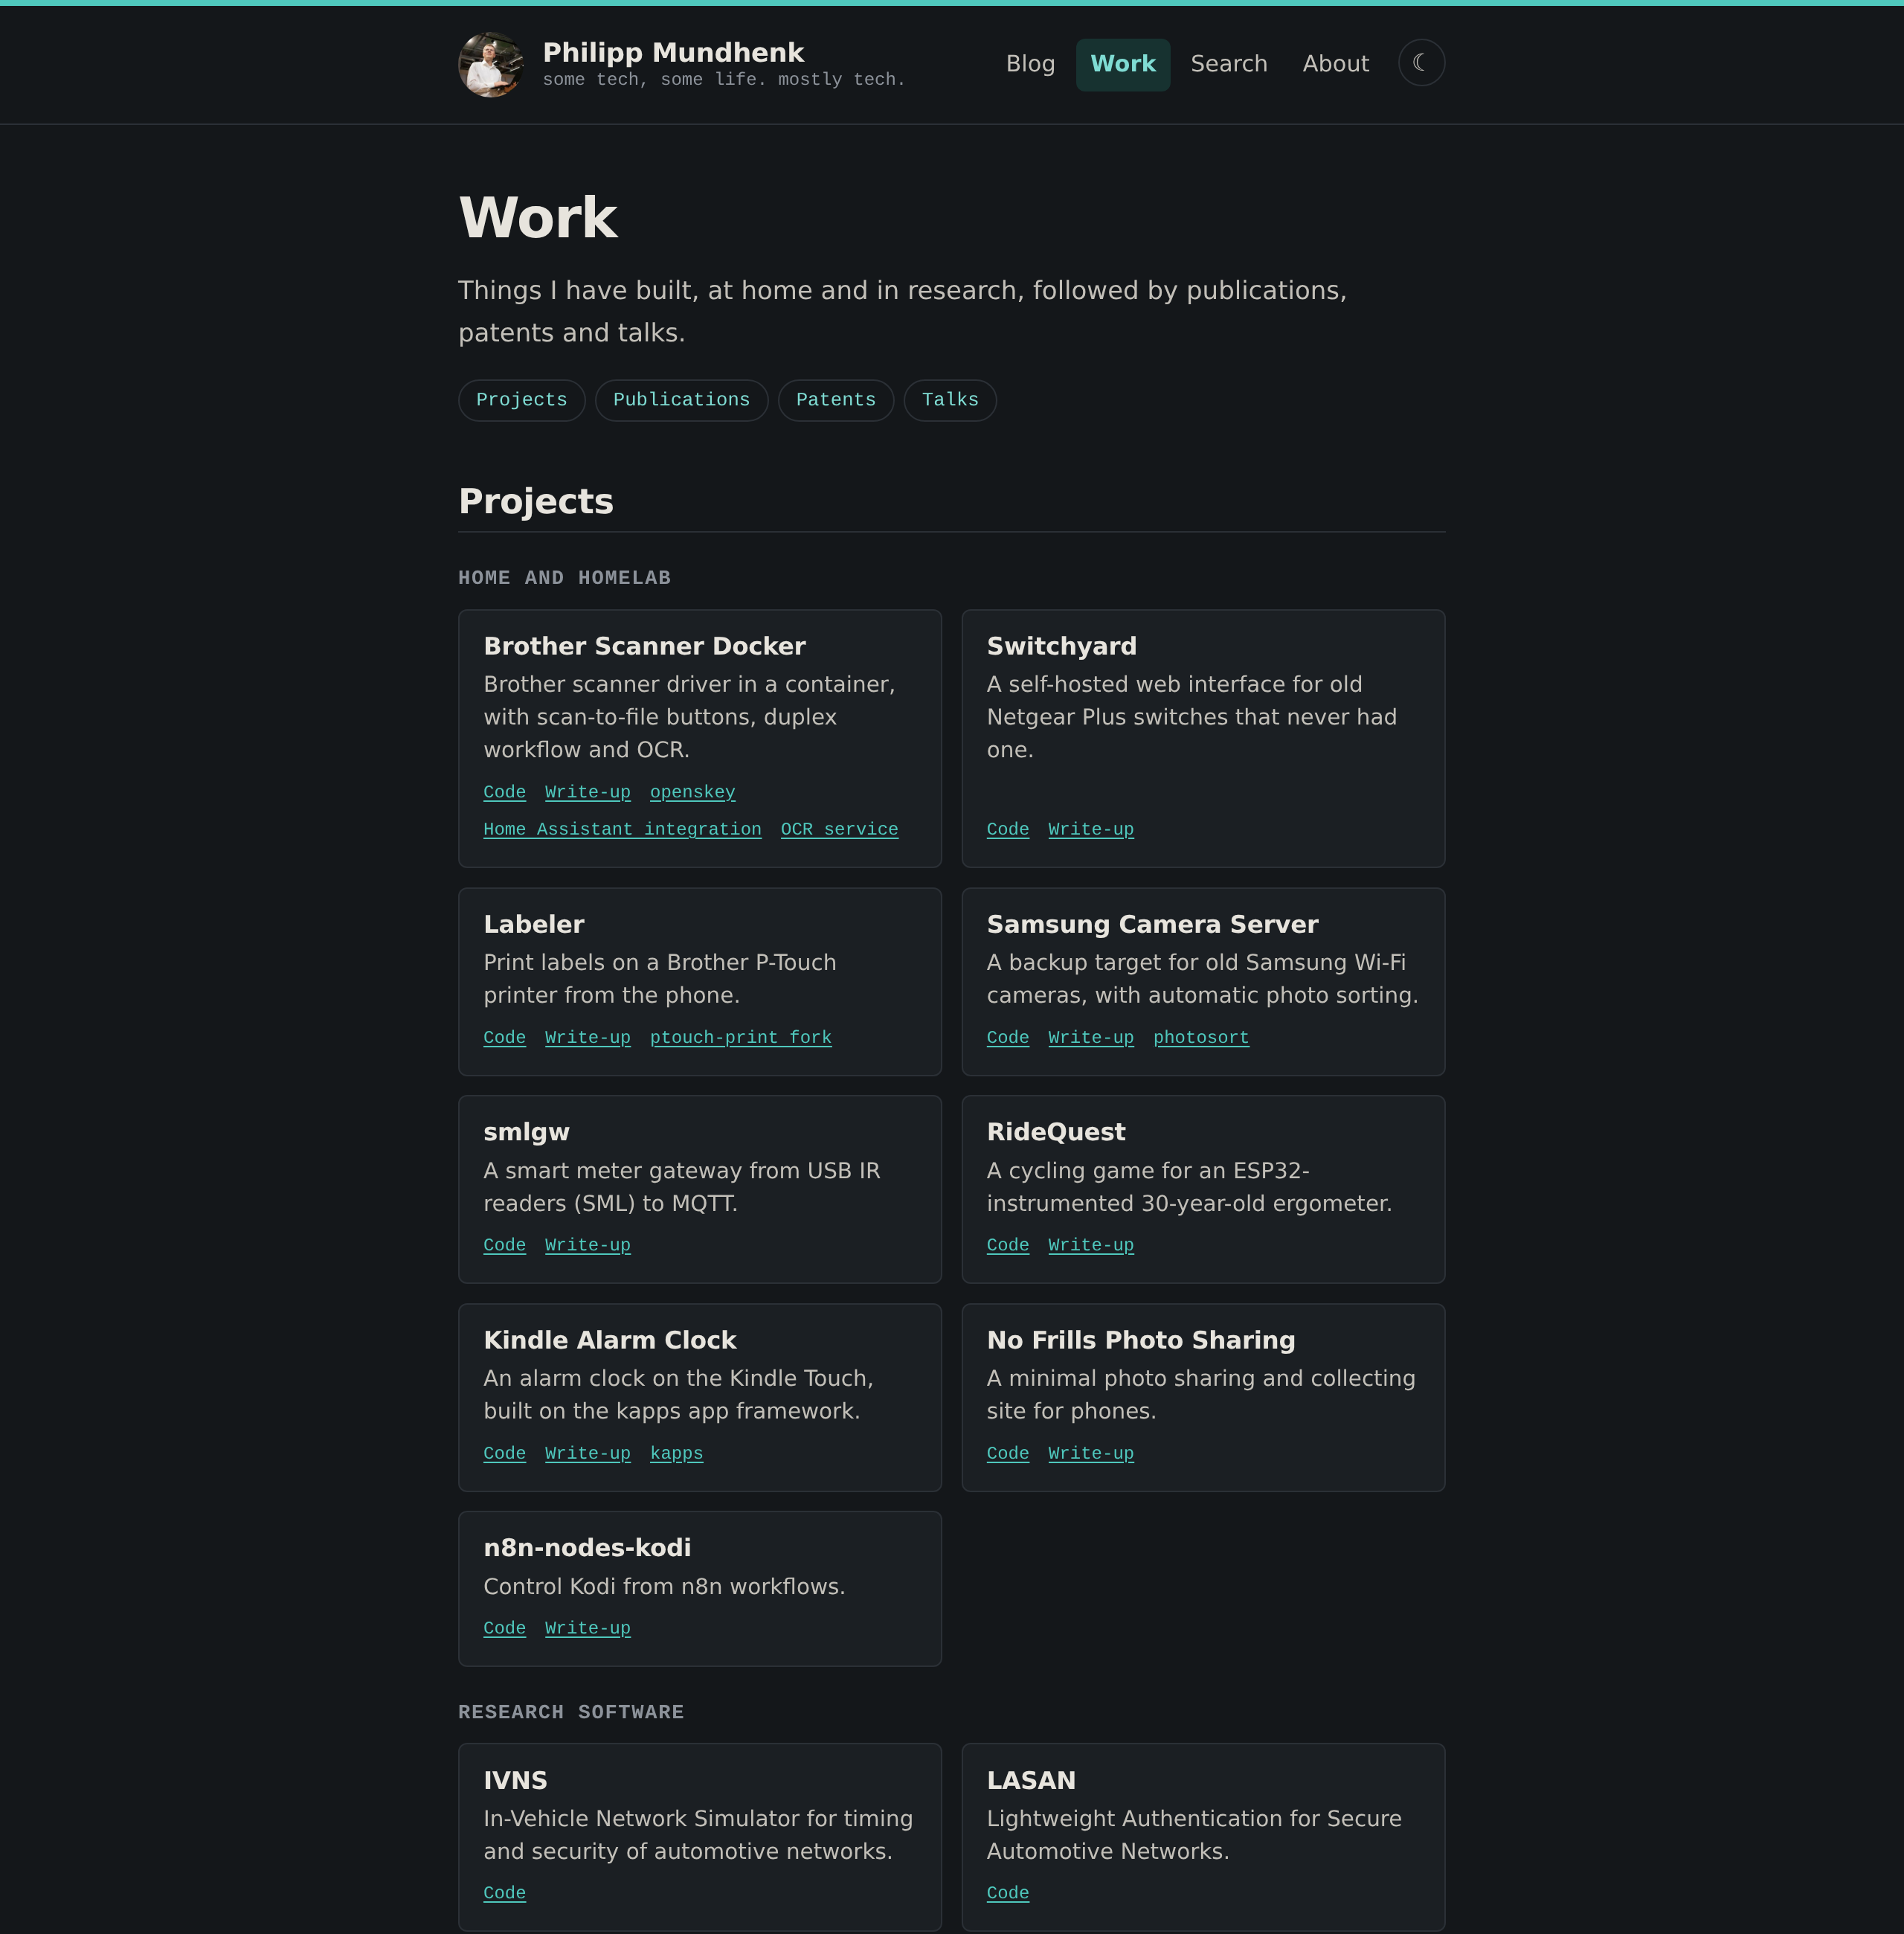 Philipp Mundhenk
some tech, some life. mostly tech.
Blog Work Search About
Work
Things I have built, at home and in research, followed by publications,
patents and talks.
Projects Publications Patents Talks
Projects
HOME AND HOMELAB
Brother Scanner Docker
Brother scanner driver in a container,
with scan-to-file buttons, duplex
workflow and OCR.
Code Write-up openskey
Home Assistant integration OCR service
Switchyard
A self-hosted web interface for old
Netgear Plus switches that never had
one.
Code Write-up
Labeler
Print labels on a Brother P-Touch
printer from the phone.
Code Write-up ptouch-print fork
Samsung Camera Server
A backup target for old Samsung Wi-Fi
cameras, with automatic photo sorting.
Code Write-up photosort
smlgw
A smart meter gateway from USB IR
readers (SML) to MQTT.
Code Write-up
RideQuest
A cycling game for an ESP32-
instrumented 30-year-old ergometer.
Code Write-up
Kindle Alarm Clock
An alarm clock on the Kindle Touch,
built on the kapps app framework.
Code Write-up kapps
No Frills Photo Sharing
A minimal photo sharing and collecting
site for phones.
Code Write-up
n8n-nodes-kodi
Control Kodi from n8n workflows.
Code Write-up
RESEARCH SOFTWARE
IVNS
In-Vehicle Network Simulator for timing
and security of automotive networks.
Code
LASAN
Lightweight Authentication for Secure
Automotive Networks.
Code